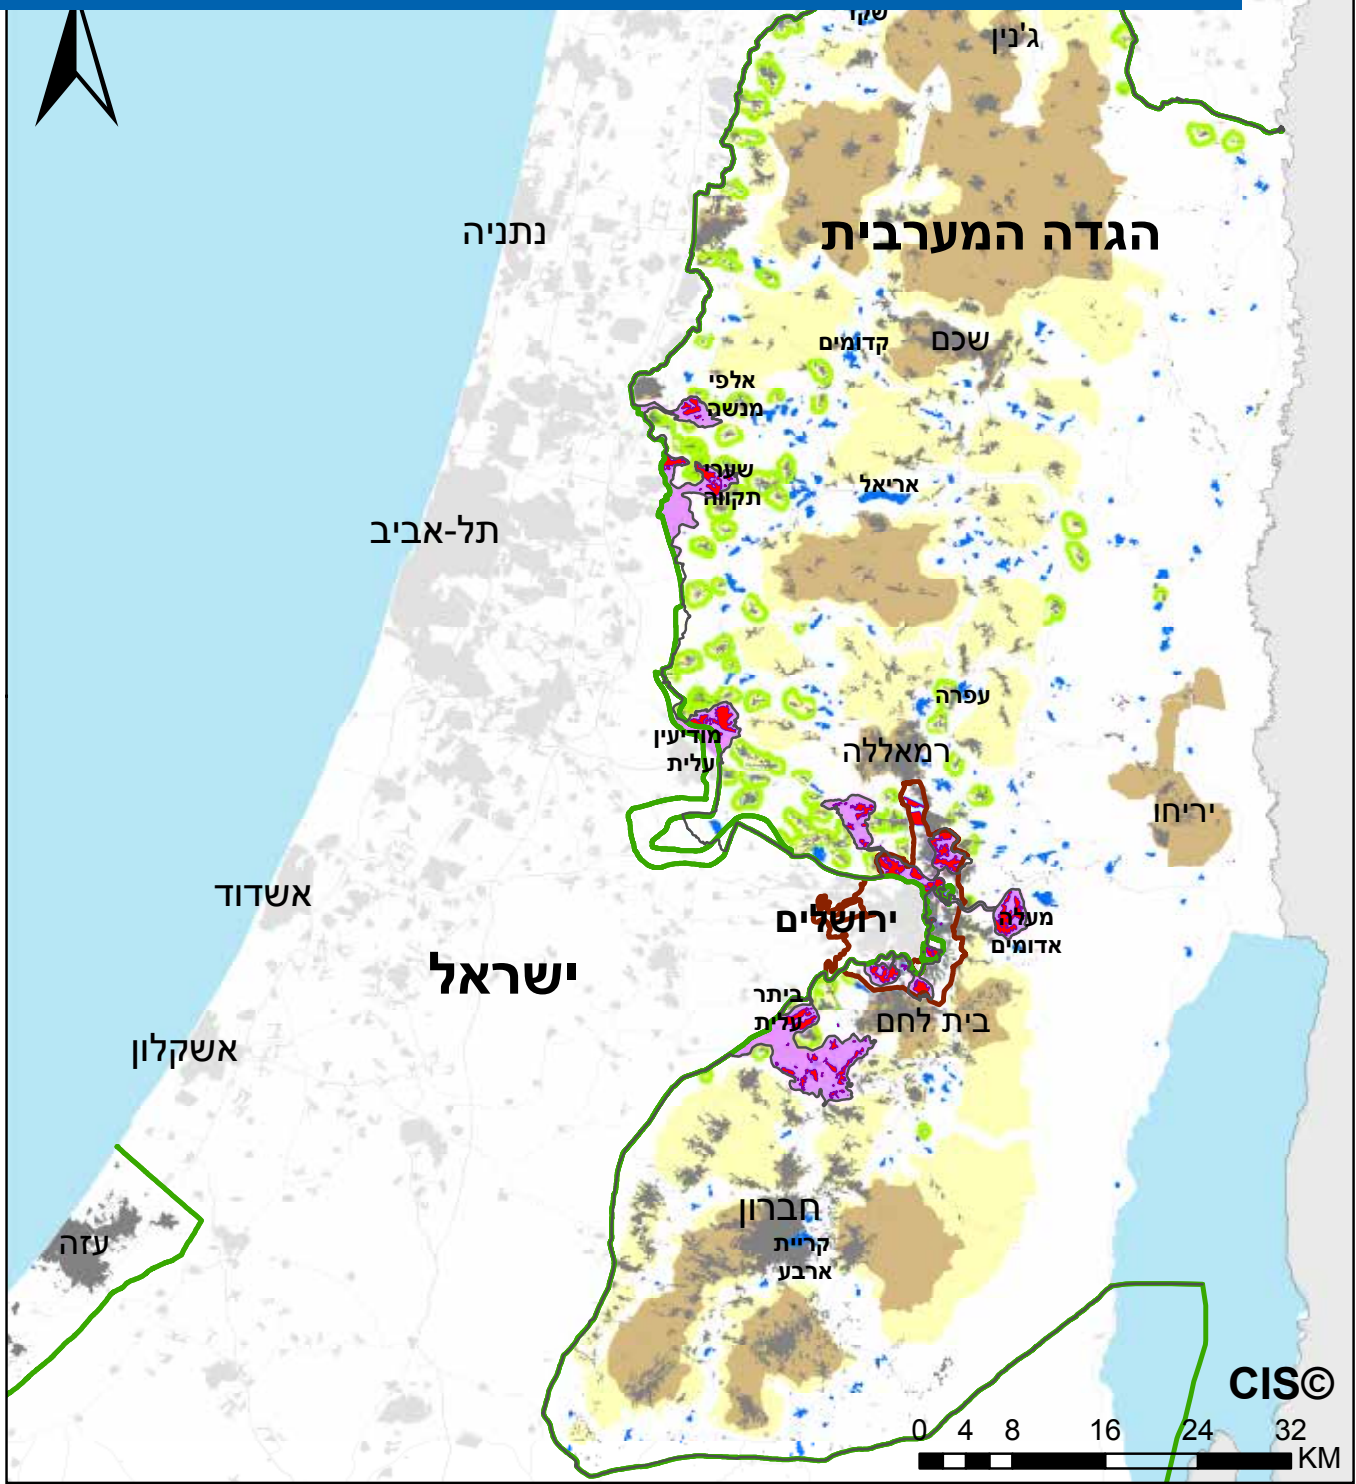 שקד
ג'נין
נתניה
הגדה המערבית
קדומים
שכם
אלפי
מנשה
שערי
תקווה
אריאל
תל-אביב
עפרה
מודיעין
עלית
רמאללה
יריחו
אשדוד
ירושלים
מעלה
אדומים
ישראל
ביתר
עלית
בית לחם
אשקלון
חברון
קריית
ארבע
עזה
CIS©
0 4 8 16 24 32
KM